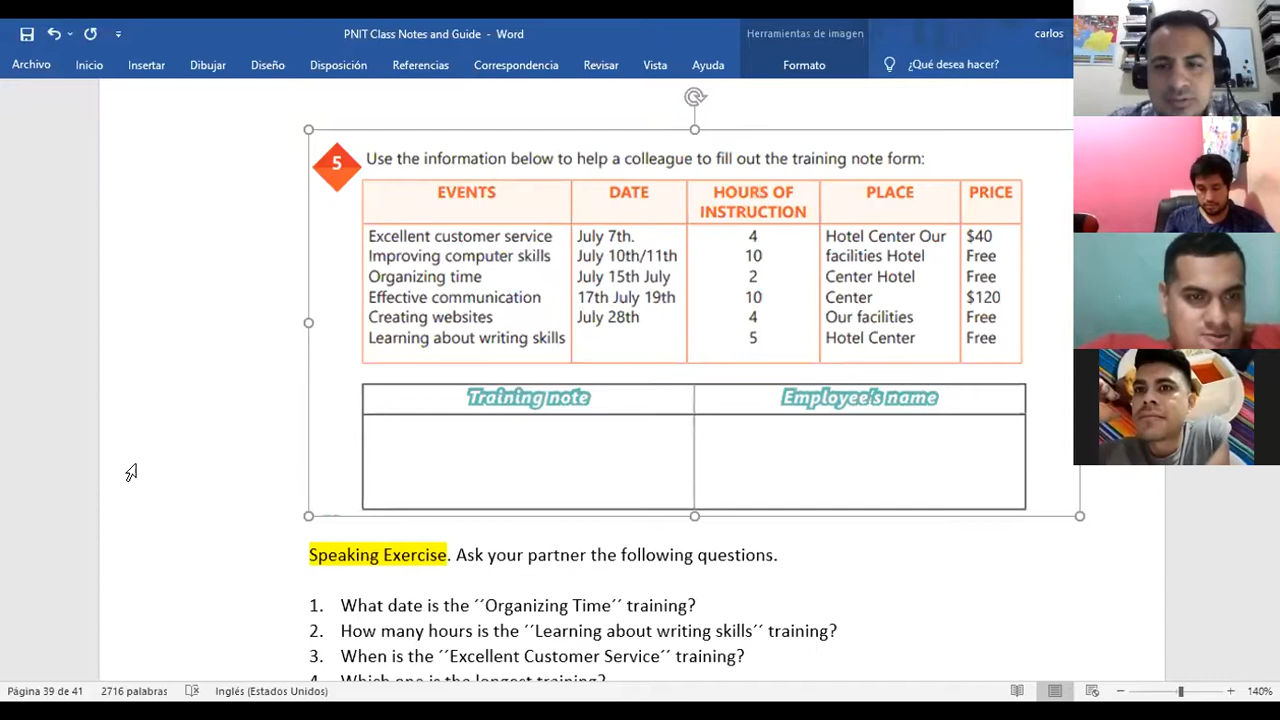 PNIT Class Notes and Guide - Word
Herramientas de imagen
carlos
Archivo Inicio Insertar Dibujar Diseño Disposición Referencias Correspondencia Revisar Vista Ayuda Formato ¿Qué desea hacer?
5 Use the information below to help a colleague to fill out the training note form:
EVENTS DATE HOURS OF INSTRUCTION PLACE PRICE
Excellent customer service July 7th. 4 Hotel Center Our $40
Improving computer skills July 10th/11th 10 facilities Hotel Free
Organizing time July 15th July 2 Center Hotel Free
Effective communication 17th July 19th 10 Center $120
Creating websites July 28th 4 Our facilities Free
Learning about writing skills 5 Hotel Center Free
Training note Employee's name
Speaking Exercise. Ask your partner the following questions.
1. What date is the ´´Organizing Time´´ training?
2. How many hours is the ´´Learning about writing skills´´ training?
3. When is the ´´Excellent Customer Service´´ training?
4. Which one is the longest training?
Página 39 de 41 2716 palabras Inglés (Estados Unidos) 140%